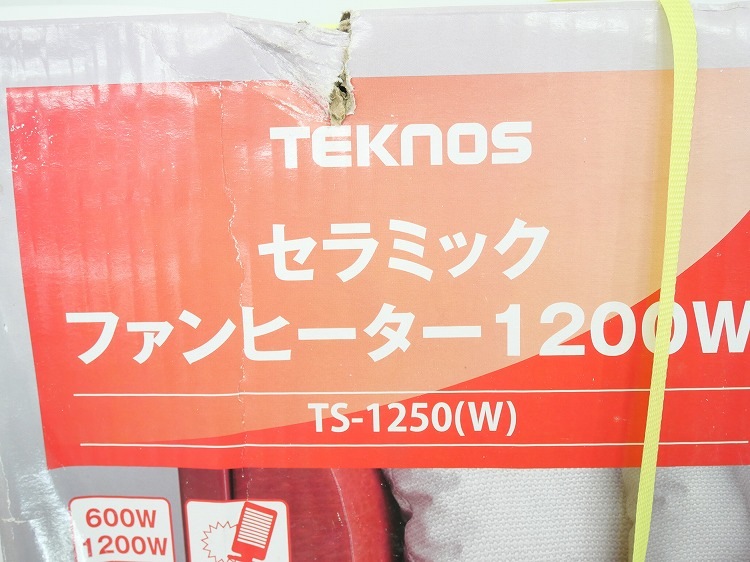 TEKNOS
セラミック
ファンヒーター1200W
TS-1250(W)
600W
1200W